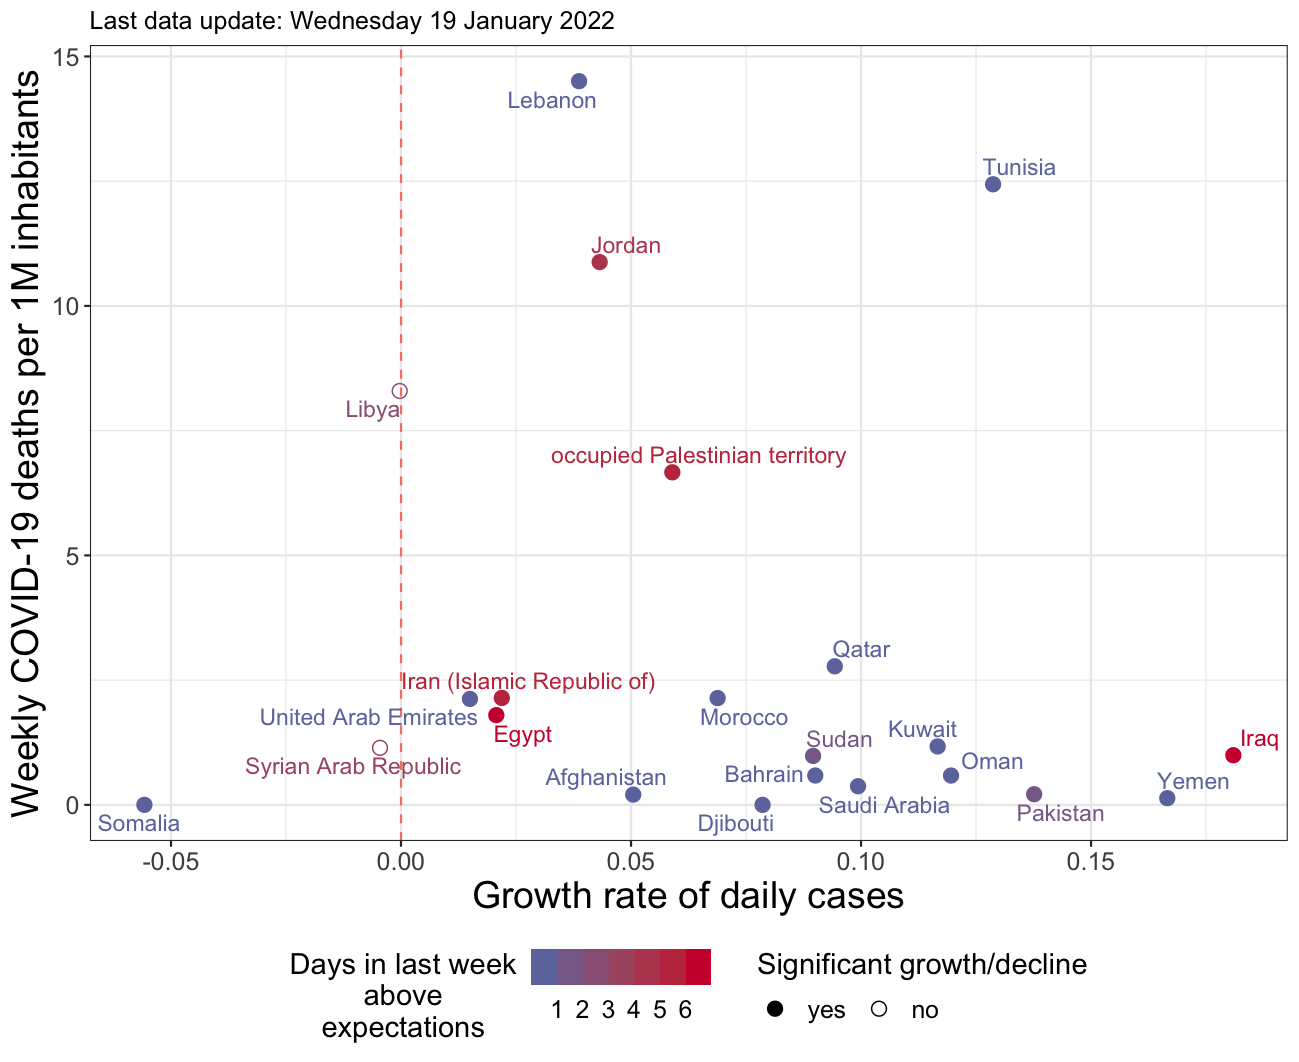 Last data update: Wednesday 19 January 2022
Weekly COVID-19 deaths per 1M inhabitants
15
10
5
0
Lebanon
Tunisia
Jordan
Libya
occupied Palestinian territory
Qatar
Iran (Islamic Republic of)
United Arab Emirates
Morocco
Egypt
Kuwait
Sudan
Iraq
Syrian Arab Republic
Oman
Afghanistan
Bahrain
Yemen
Saudi Arabia
Pakistan
Somalia
Djibouti
-0.05 0.00 0.05 0.10 0.15
Growth rate of daily cases
Days in last week
above
expectations
1 2 3 4 5 6
Significant growth/decline
yes no